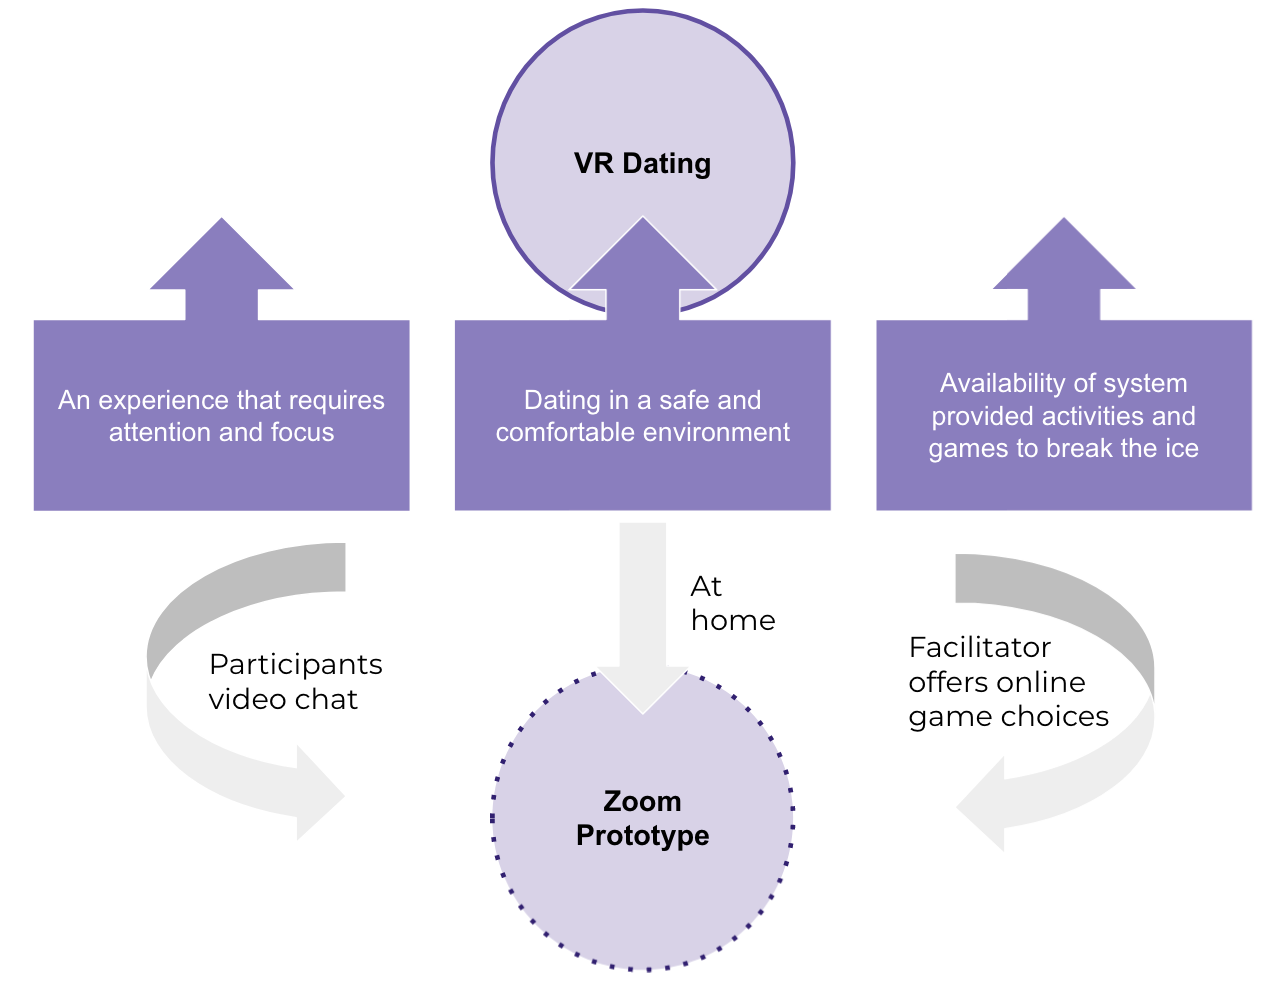 VR Dating
An experience that requires
attention and focus
Dating in a safe and
comfortable environment
Availability of system
provided activities and
games to break the ice
Participants
video chat
At
home
Facilitator
offers online
game choices
Zoom
Prototype